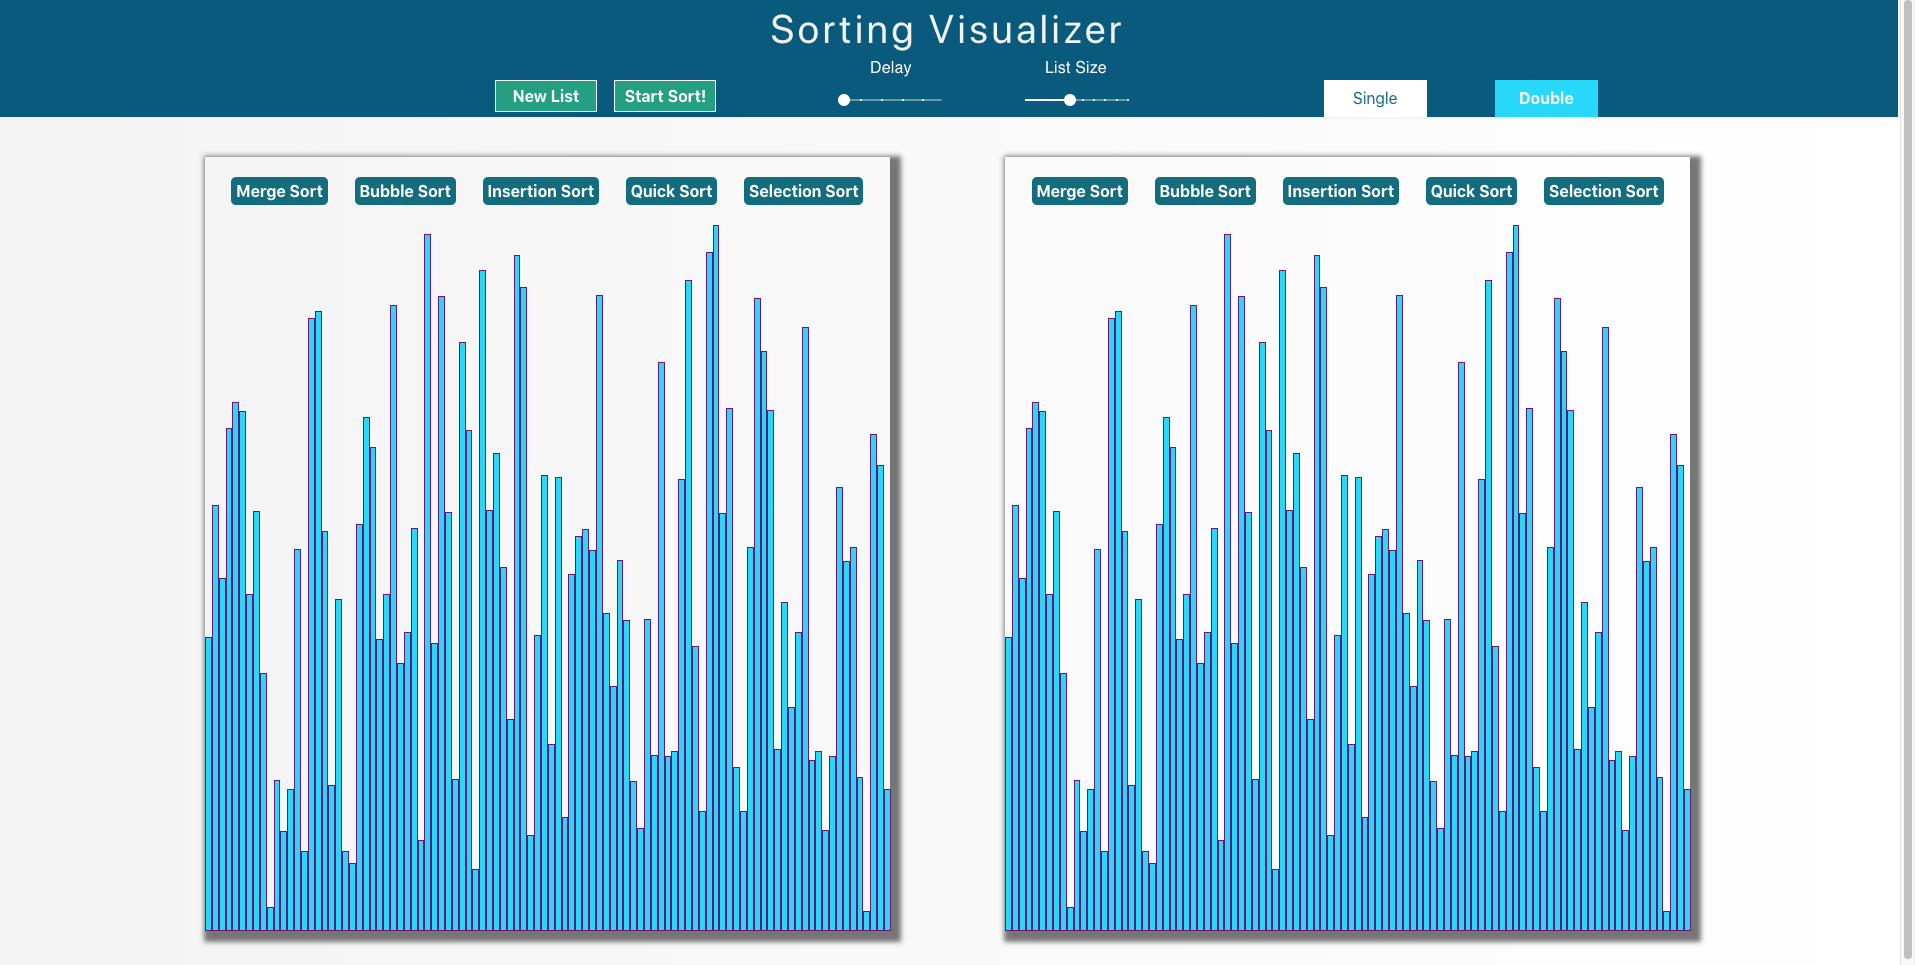 Sorting Visualizer
Delay
List Size
New List
Start Sort!
Single
Double
Merge Sort
Bubble Sort
Insertion Sort
Quick Sort
Selection Sort
Merge Sort
Bubble Sort
Insertion Sort
Quick Sort
Selection Sort